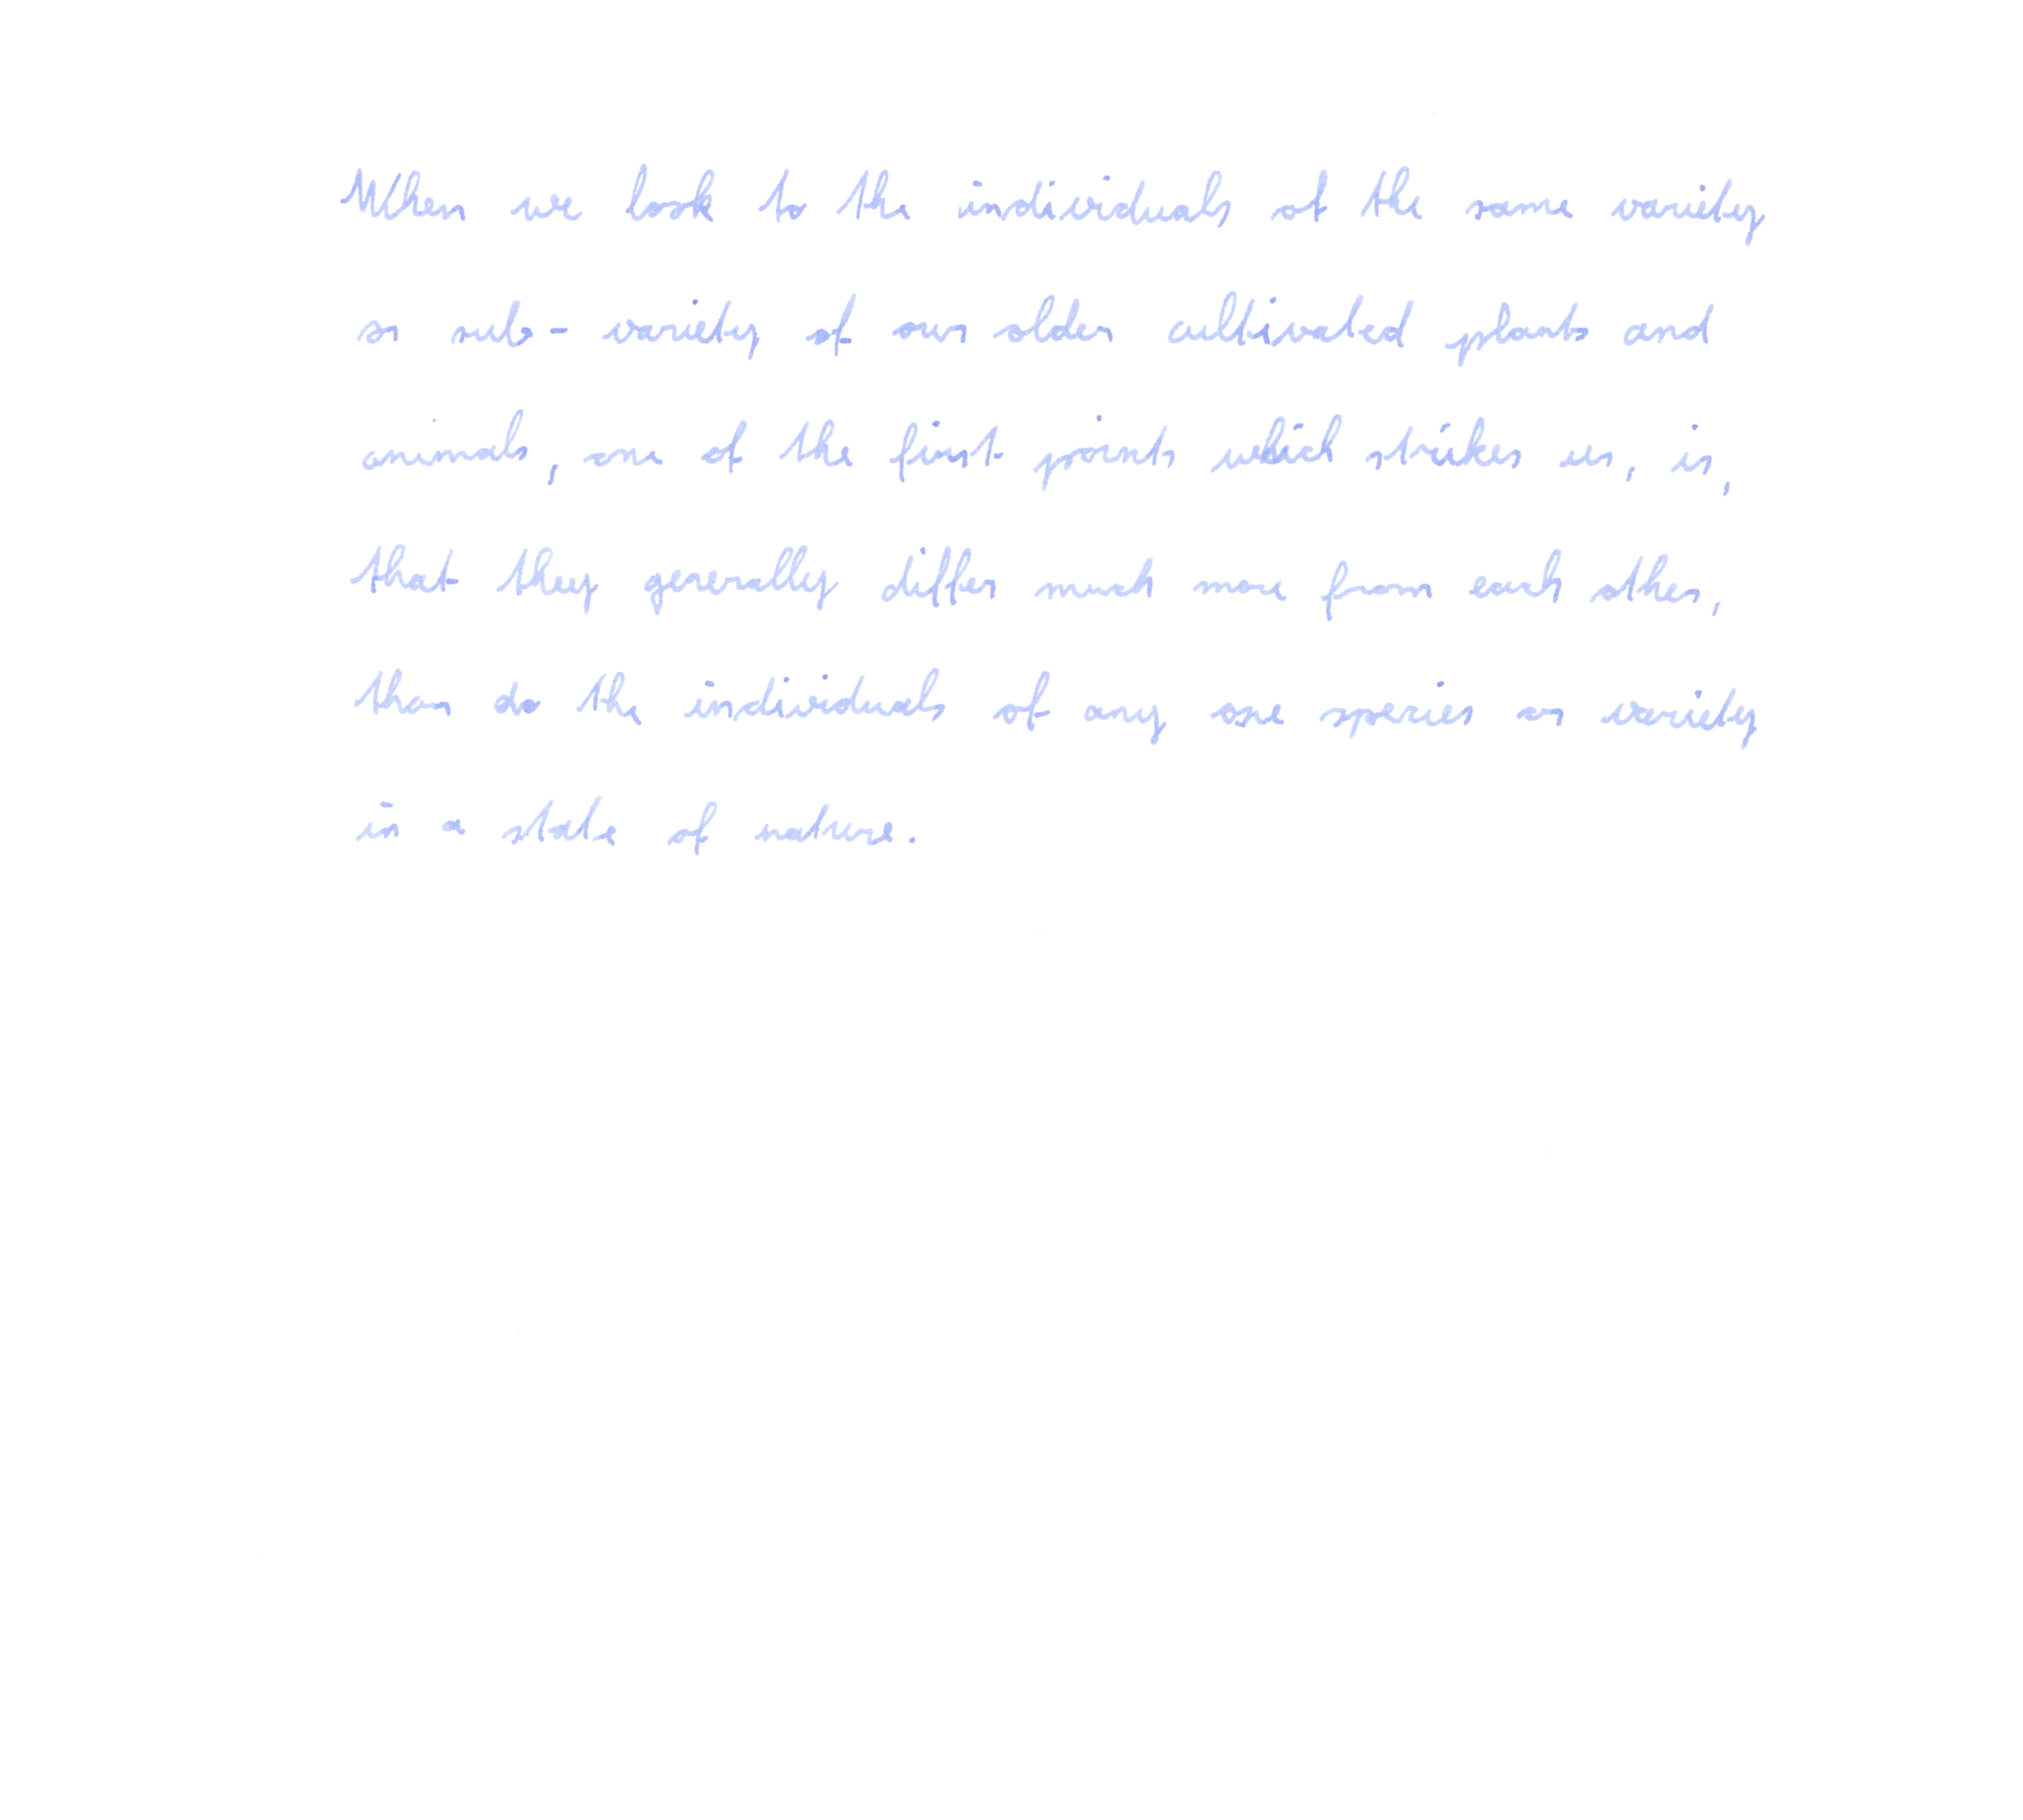 When we look to the individuals of the same variety
or sub-variety of our older cultivated plants and
animals, one of the first points which strikes us, is,
that they generally differ much more from each other,
than do the individuals of any one species or variety
in a state of nature.